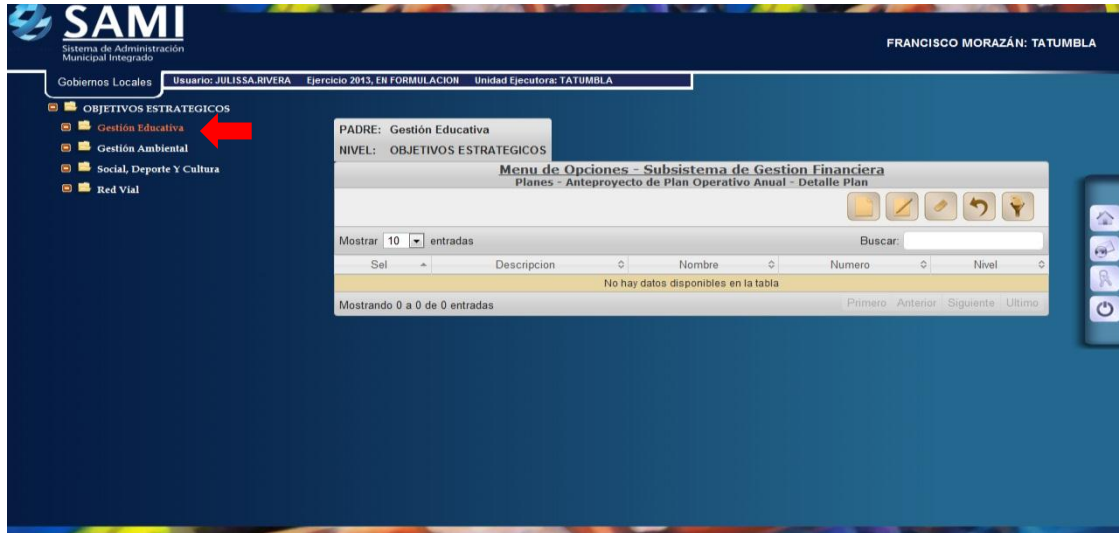 SAMI
Sistema de Administración
Municipal Integrado
FRANCISCO MORAZÁN: TATUMBLA
Gobiernos Locales
Usuario: JULISSA.RIVERA Ejercicio 2013, EN FORMULACION Unidad Ejecutora: TATUMBLA
OBJETIVOS ESTRATEGICOS
Gestión Educativa
Gestión Ambiental
Social, Deporte Y Cultura
Red Vial
PADRE: Gestión Educativa
NIVEL: OBJETIVOS ESTRATEGICOS
Menu de Opciones - Subsistema de Gestion Financiera
Planes - Anteproyecto de Plan Operativo Anual - Detalle Plan
Mostrar 10 entradas
Buscar:
Sel Descripcion Nombre Numero Nivel
No hay datos disponibles en la tabla
Mostrando 0 a 0 de 0 entradas
Primero Anterior Siguiente Ultimo